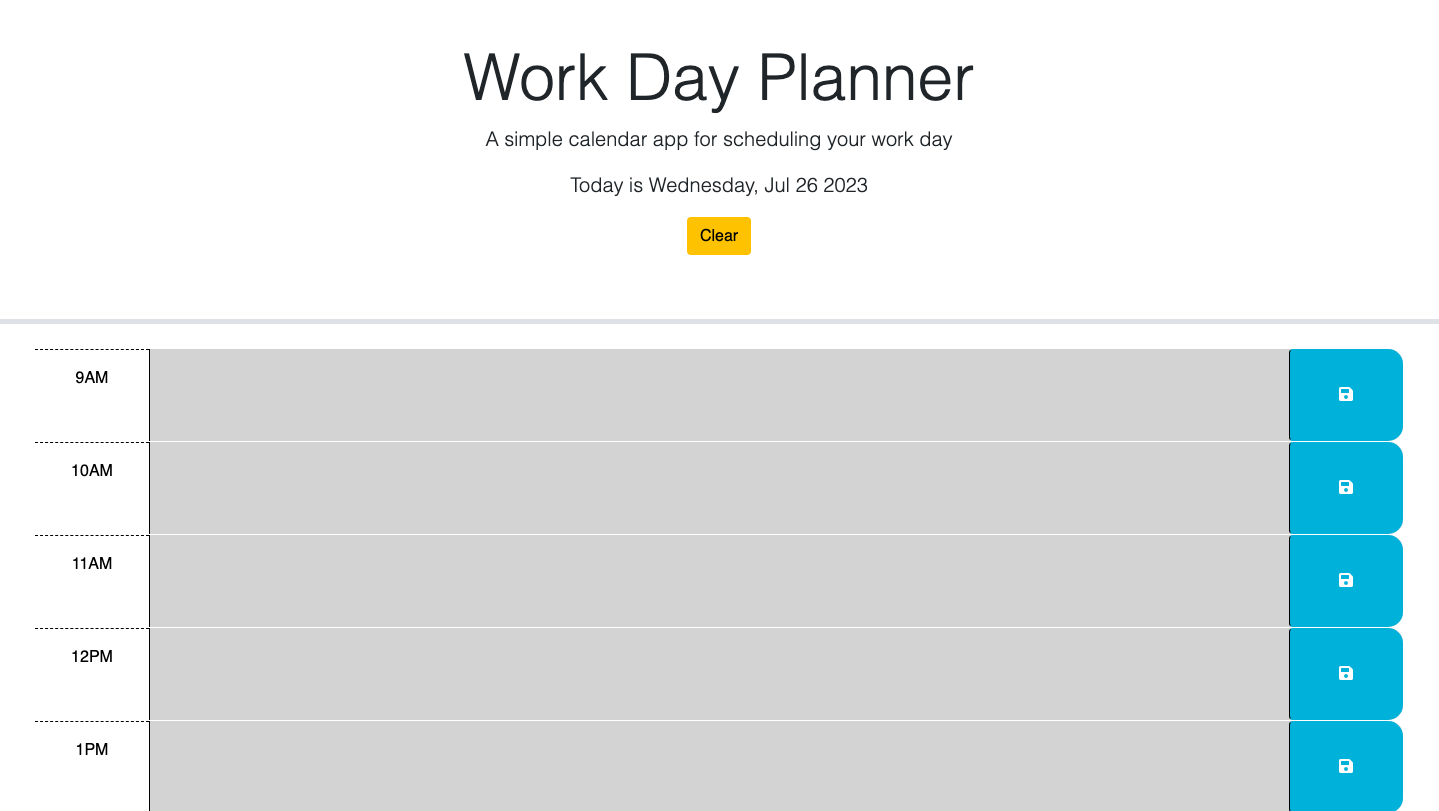 Work Day Planner
A simple calendar app for scheduling your work day
Today is Wednesday, Jul 26 2023
Clear
9AM
10AM
11AM
12PM
1PM